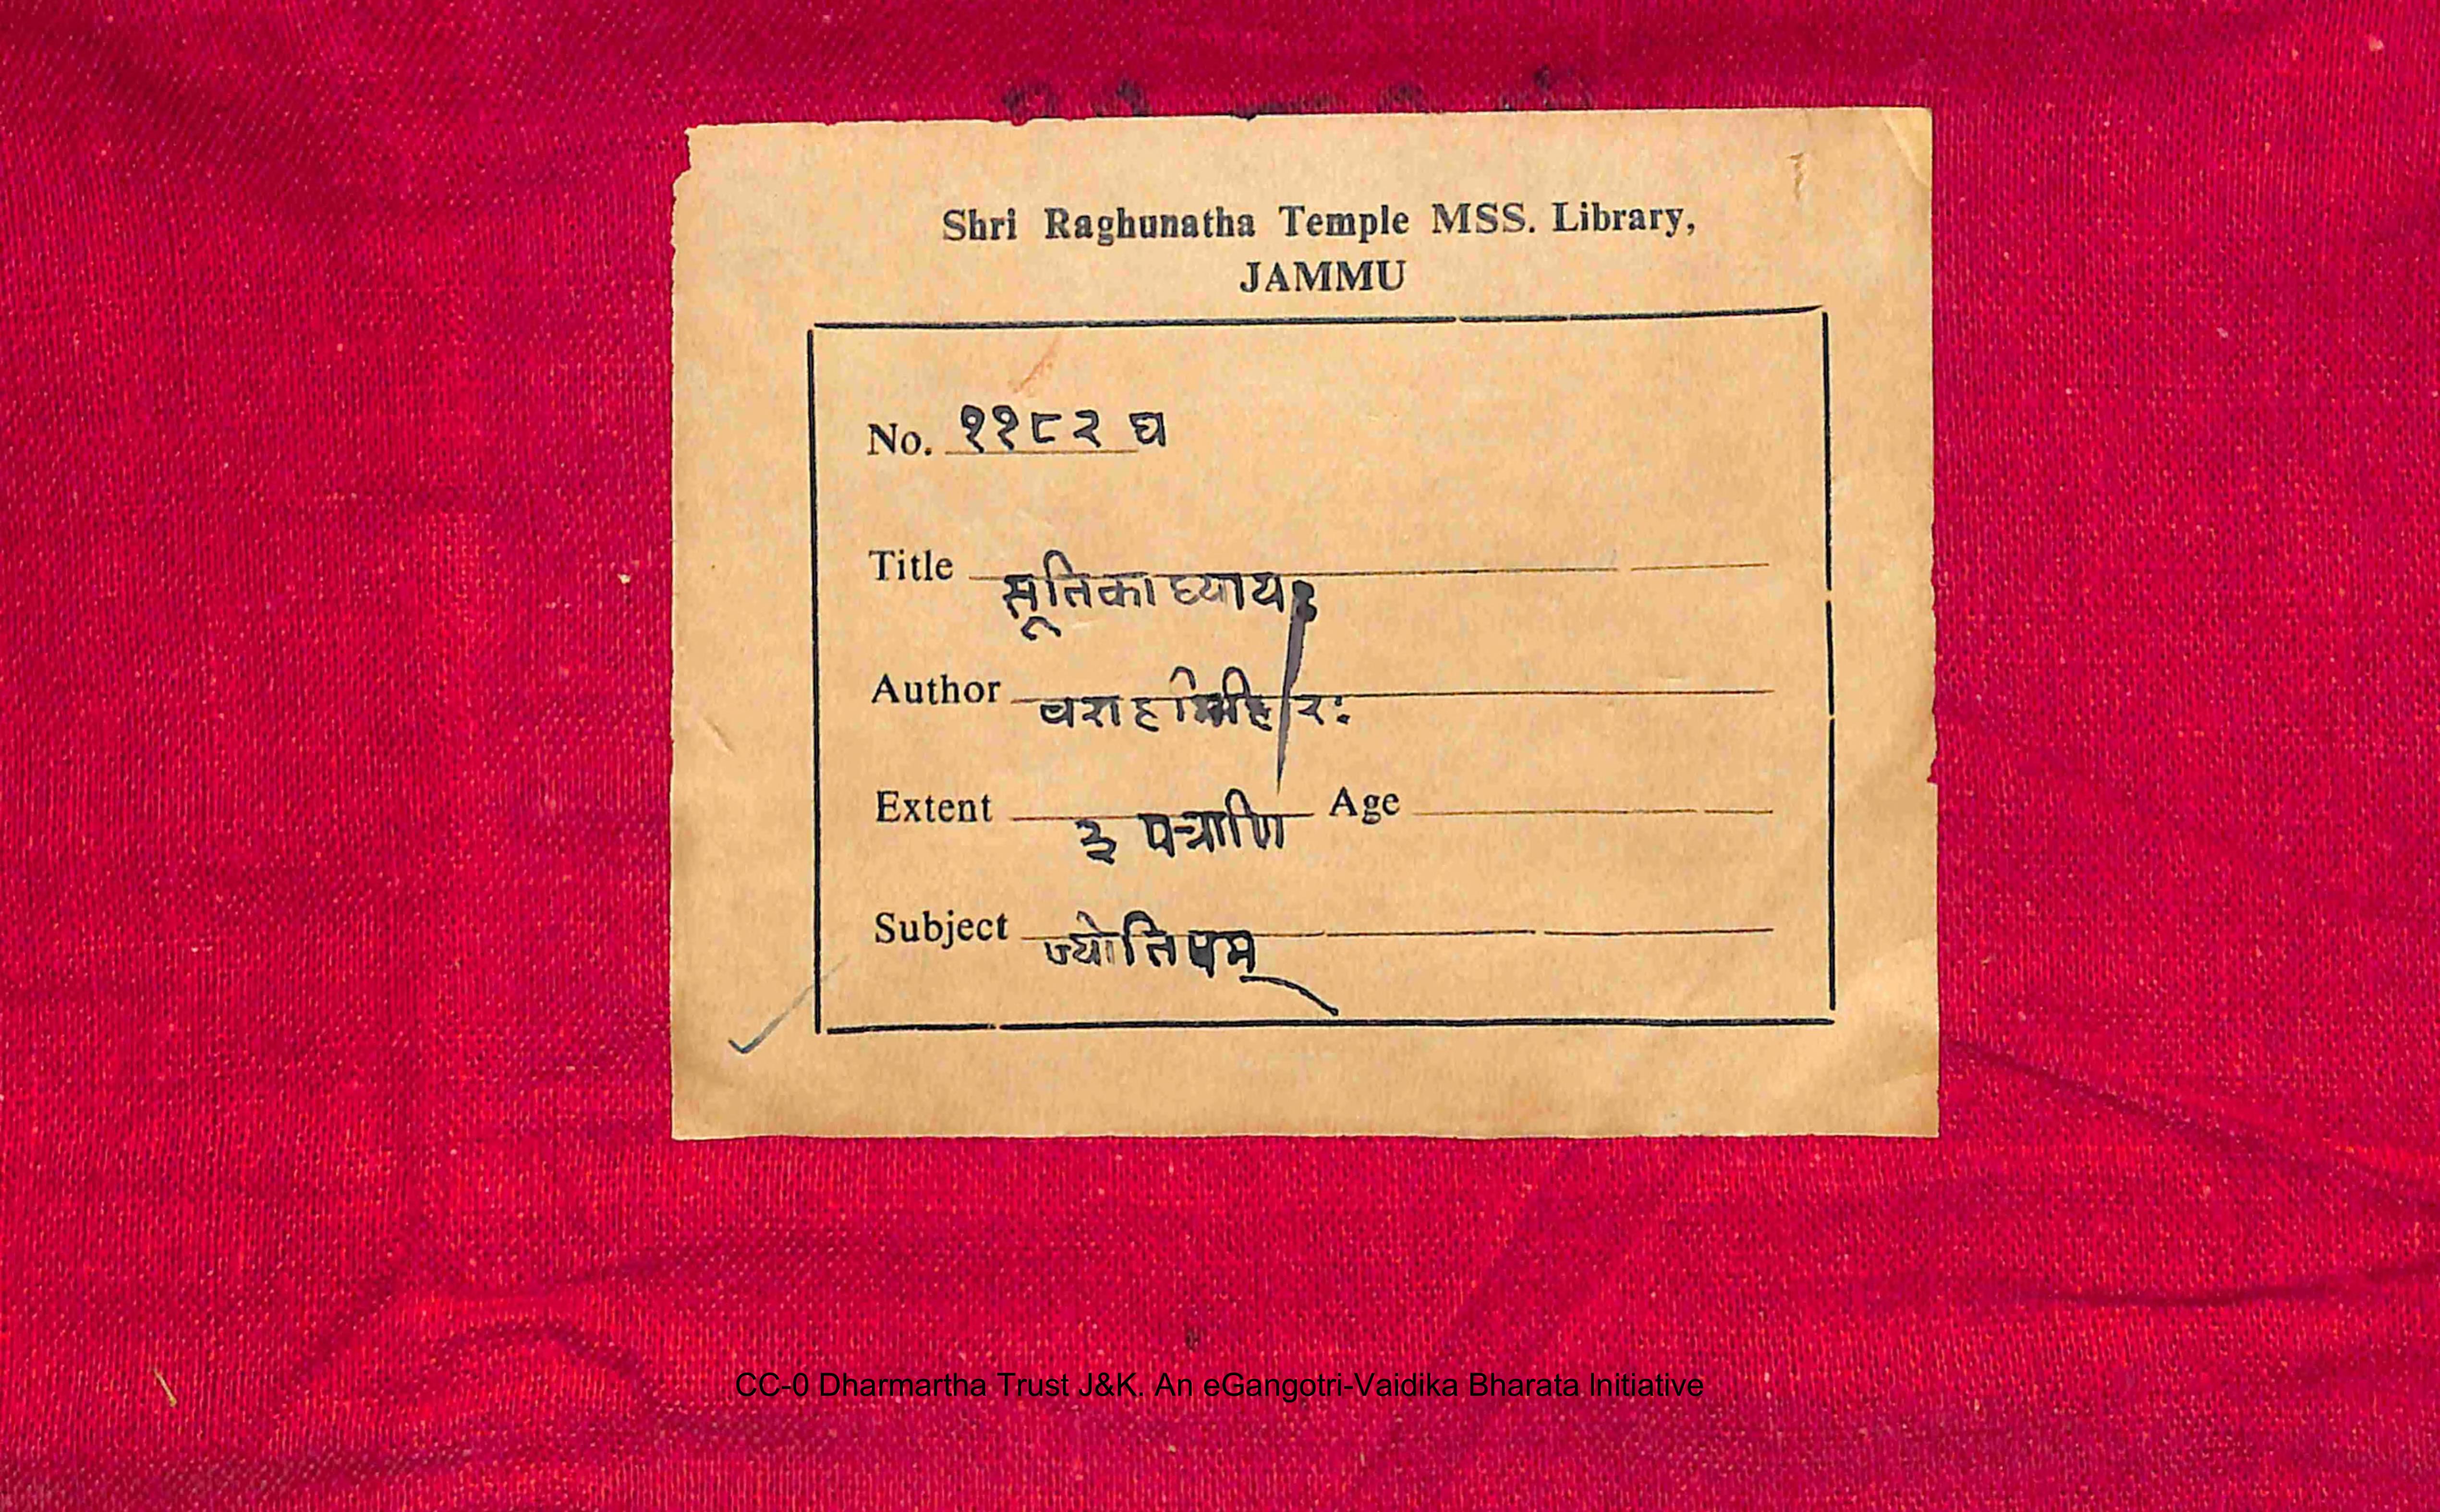 Shri Raghunatha Temple MSS. Library,
JAMMU
No. ११८२ घ
Title सूतिकाध्यायः
Author वराहमिहिरः
Extent ३ पत्राणि Age
Subject ज्योतिषम्
CC-0 Dharmartha Trust J&K. An eGangotri-Vaidika Bharata Initiative